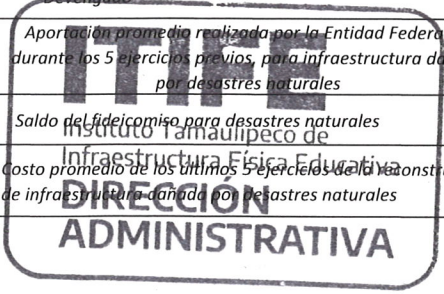 Devengado
Aportación promedio realizada por la Entidad Federa
durante los 5 ejercicios previos, para infraestructura da
por desastres naturales
Saldo del fideicomiso para desastres naturales
Costo promedio de los últimos 5 ejercicios de la reconstru
de infraestructura dañada por desastres naturales
ITIFE
Instituto Tamaulipeco de
Infraestructura Física Educativa
DIRECCIÓN
ADMINISTRATIVA